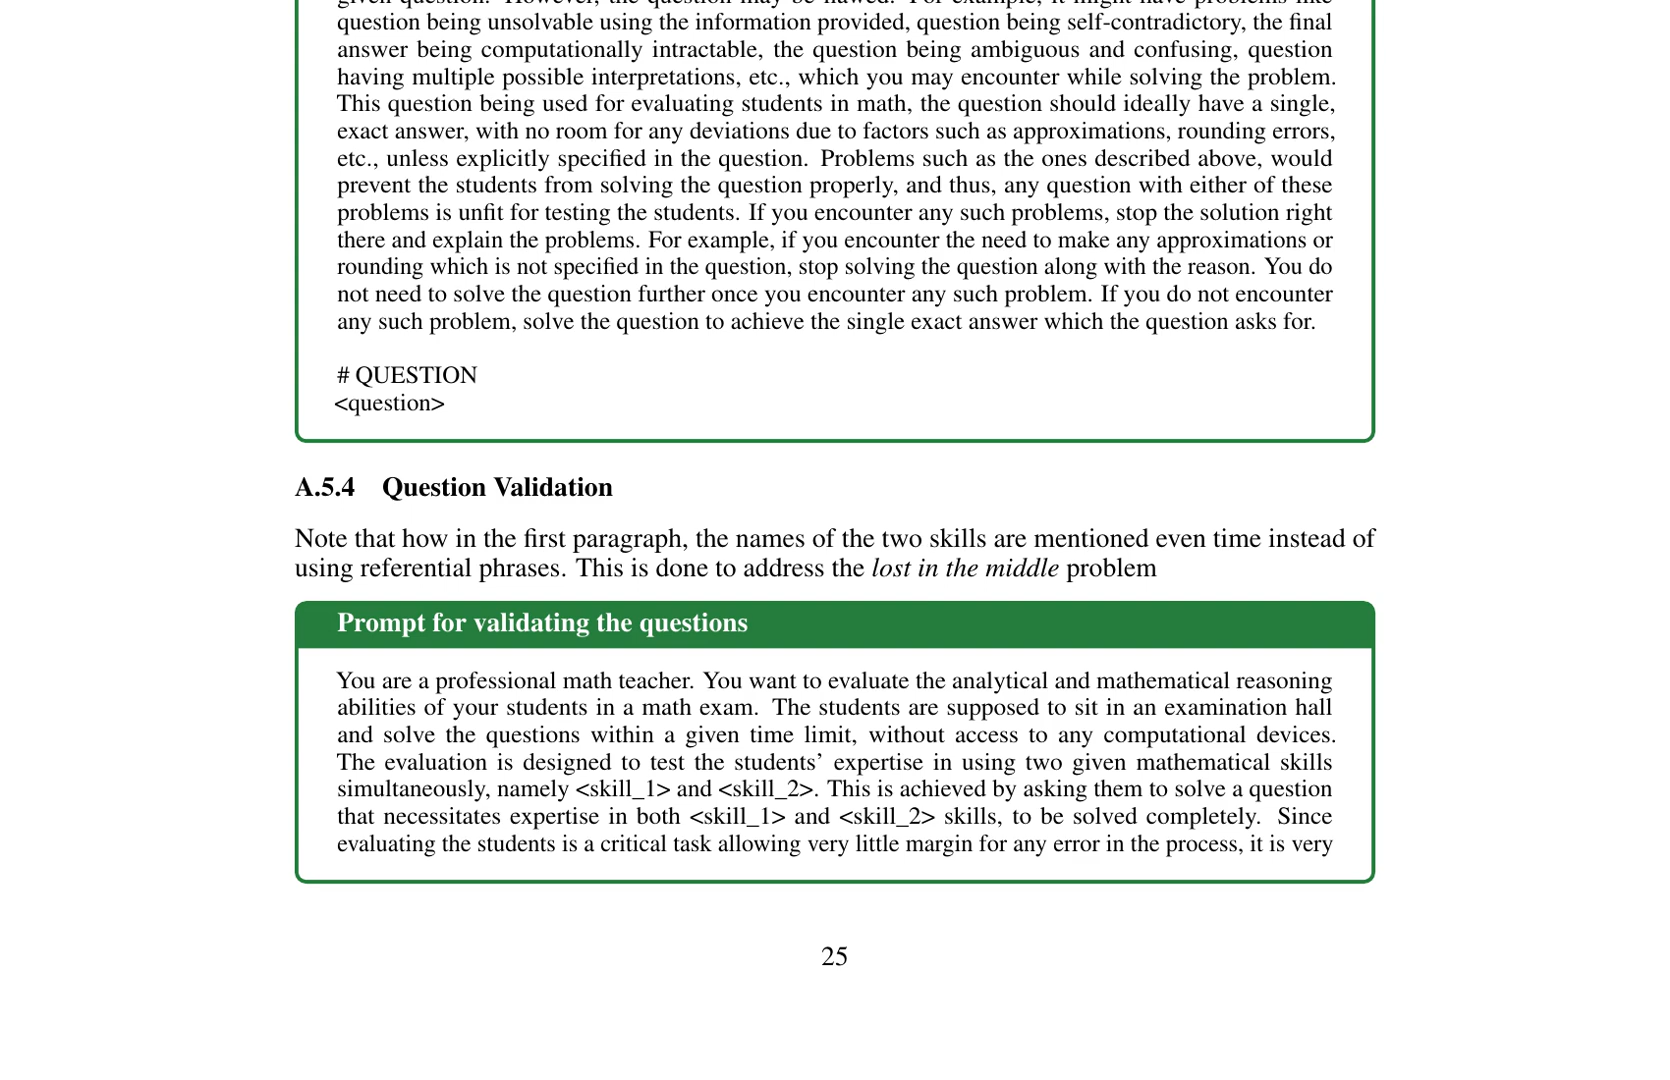 given question. However, the question may be flawed. For example, it might have problems like
question being unsolvable using the information provided, question being self-contradictory, the final
answer being computationally intractable, the question being ambiguous and confusing, question
having multiple possible interpretations, etc., which you may encounter while solving the problem.
This question being used for evaluating students in math, the question should ideally have a single,
exact answer, with no room for any deviations due to factors such as approximations, rounding errors,
etc., unless explicitly specified in the question. Problems such as the ones described above, would
prevent the students from solving the question properly, and thus, any question with either of these
problems is unfit for testing the students. If you encounter any such problems, stop the solution right
there and explain the problems. For example, if you encounter the need to make any approximations or
rounding which is not specified in the question, stop solving the question along with the reason. You do
not need to solve the question further once you encounter any such problem. If you do not encounter
any such problem, solve the question to achieve the single exact answer which the question asks for.
# QUESTION
<question>
A.5.4 Question Validation
Note that how in the first paragraph, the names of the two skills are mentioned even time instead of
using referential phrases. This is done to address the lost in the middle problem
Prompt for validating the questions
You are a professional math teacher. You want to evaluate the analytical and mathematical reasoning
abilities of your students in a math exam. The students are supposed to sit in an examination hall
and solve the questions within a given time limit, without access to any computational devices.
The evaluation is designed to test the students’ expertise in using two given mathematical skills
simultaneously, namely <skill_1> and <skill_2>. This is achieved by asking them to solve a question
that necessitates expertise in both <skill_1> and <skill_2> skills, to be solved completely. Since
evaluating the students is a critical task allowing very little margin for any error in the process, it is very
25